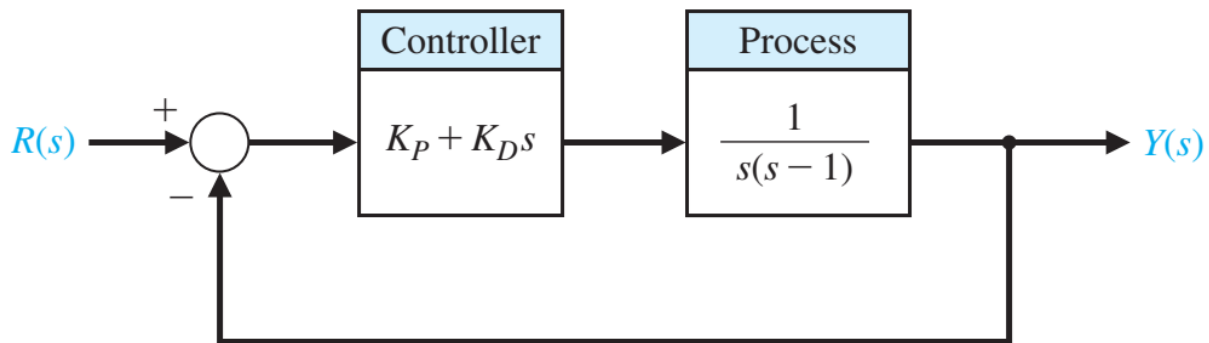 Controller
Process
R(s)
+
−
K_P + K_D s
1
s(s − 1)
Y(s)